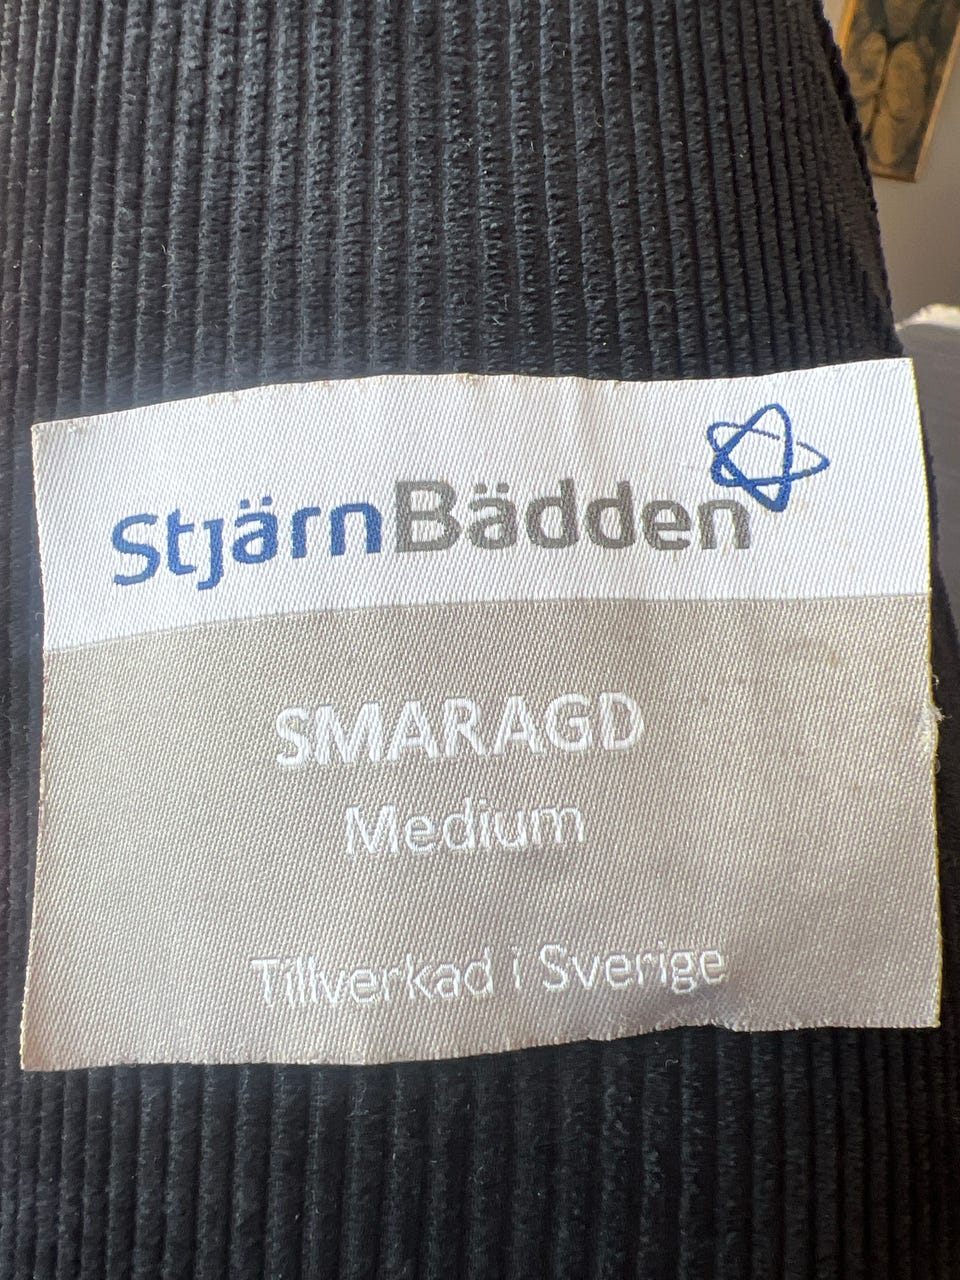 StjärnBädden
SMARAGD
Medium
Tillverkad i Sverige